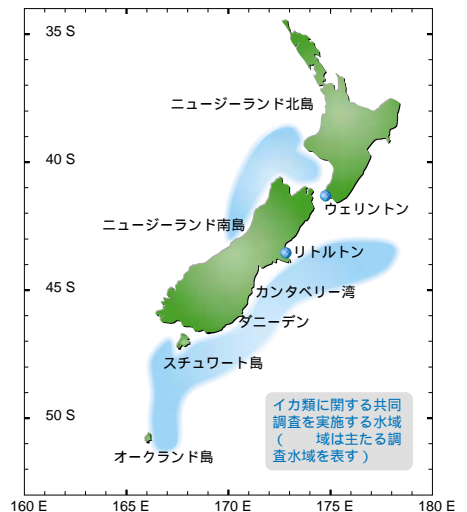 35 S
ニュージーランド北島
40 S
ウェリントン
ニュージーランド南島
リトルトン
45 S
カンタベリー湾
ダニーデン
スチュワート島
50 S
オークランド島
イカ類に関する共同
調査を実施する水域
(　　域は主たる調
査水域を表す)
160 E
165 E
170 E
175 E
180 E